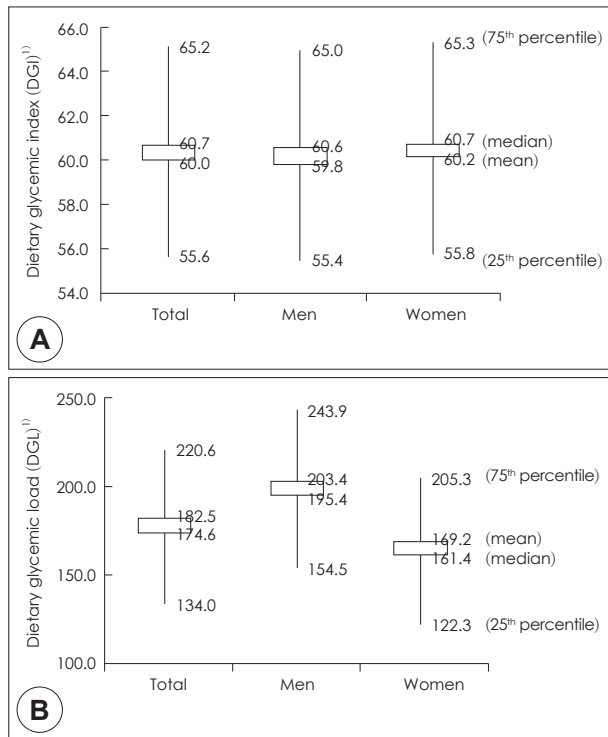 66.0
65.2 65.0 65.3 (75th percentile)
64.0
62.0
60.7 60.6 60.7 (median)
60.0
60.0 59.8 60.2 (mean)
58.0
56.0
55.6 55.4 55.8 (25th percentile)
54.0
Dietary glycemic index (DGI)1)
Total Men Women
A
250.0
243.9
220.6 205.3 (75th percentile)
200.0
203.4
195.4
182.5
174.6
169.2 (mean)
161.4 (median)
150.0
154.5
134.0
122.3 (25th percentile)
100.0
Dietary glycemic load (DGL)1)
Total Men Women
B